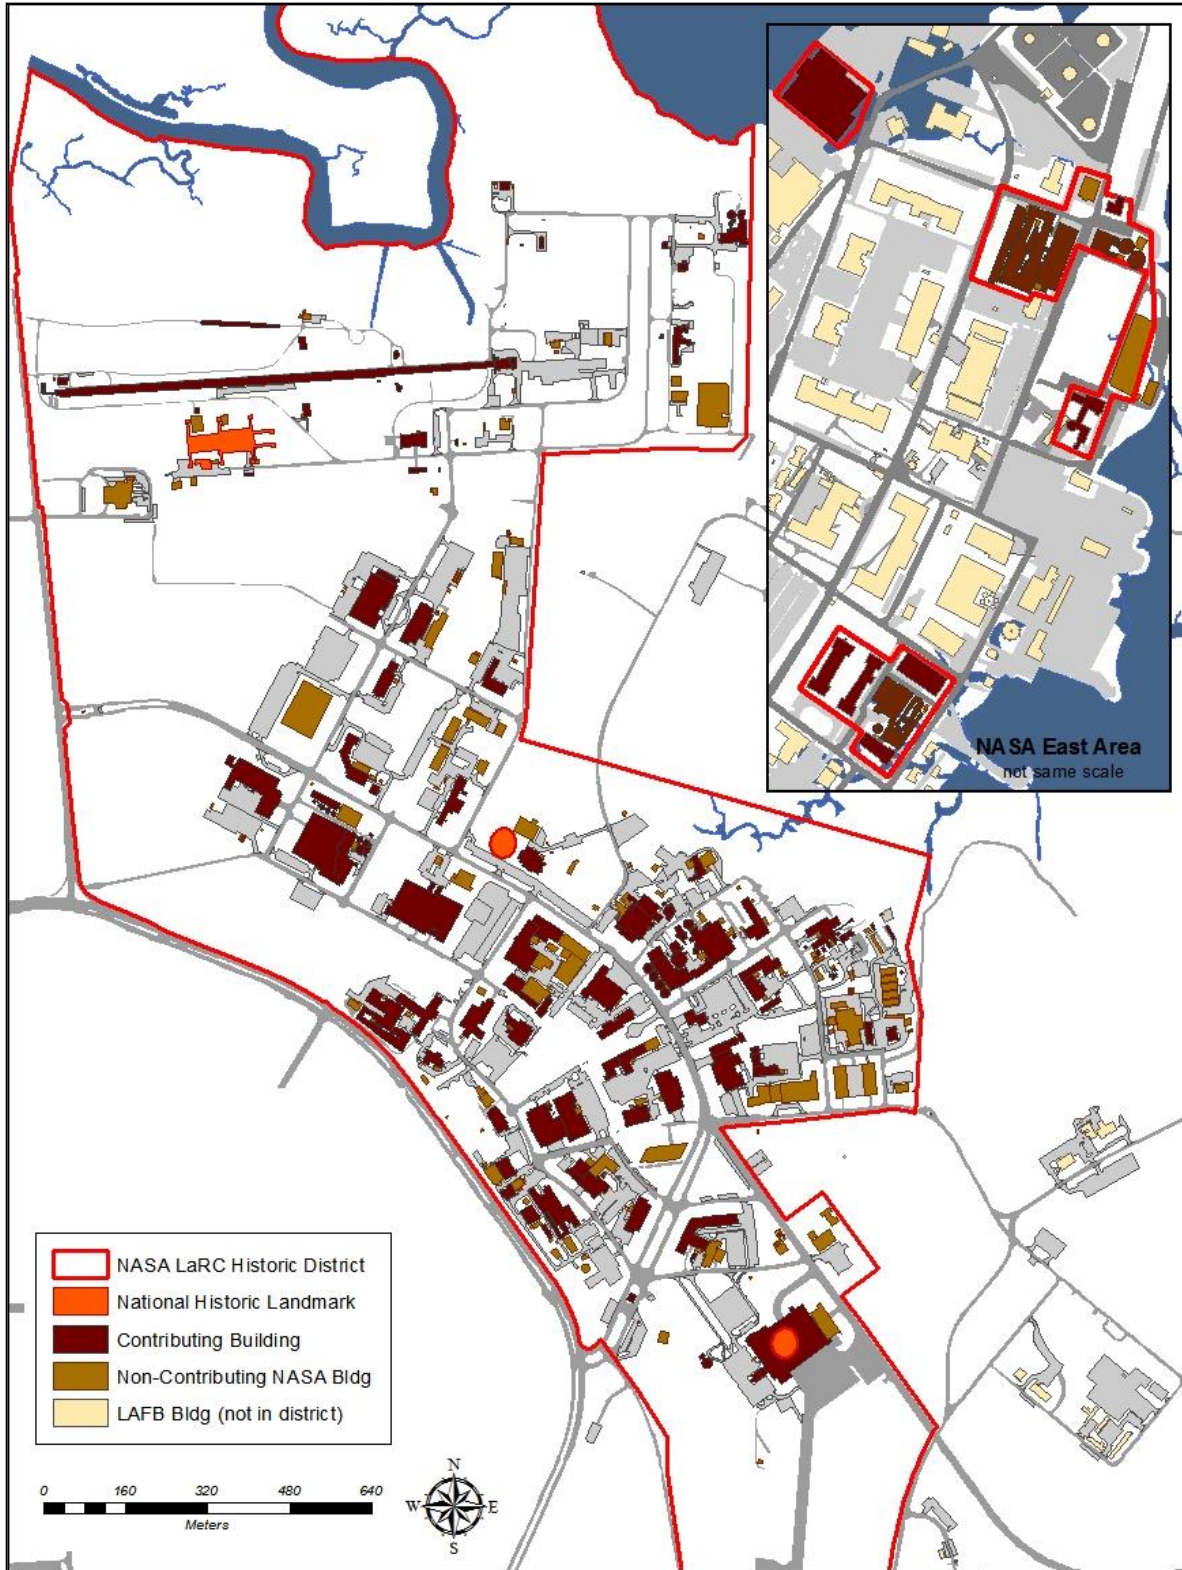 NASA East Area
not same scale
NASA LaRC Historic District
National Historic Landmark
Contributing Building
Non-Contributing NASA Bldg
LAFB Bldg (not in district)
0 160 320 480 640
Meters
N
W E
S